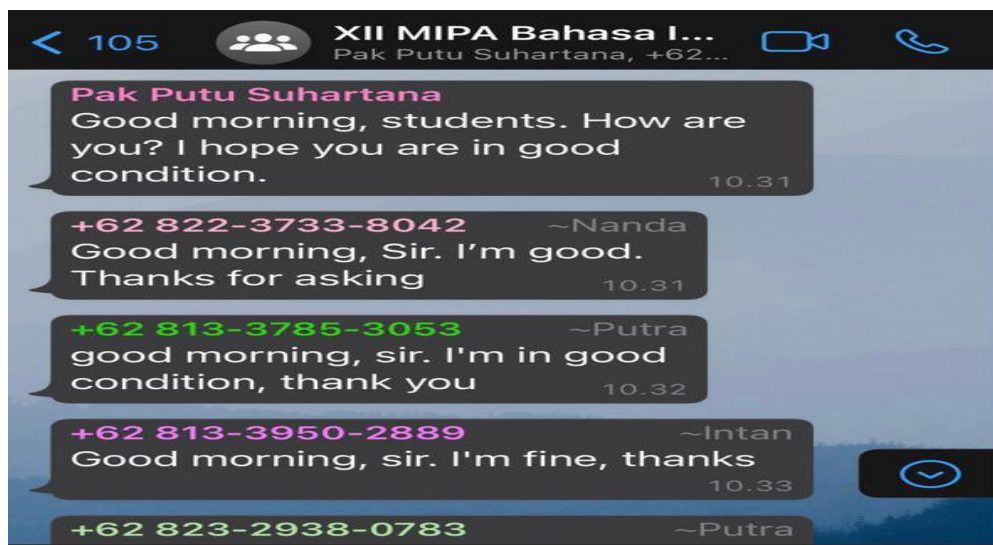 105
XII MIPA Bahasa I...
Pak Putu Suhartana, +62...
Pak Putu Suhartana
Good morning, students. How are
you? I hope you are in good
condition.
10.31
+62 822-3733-8042 ~Nanda
Good morning, Sir. I’m good.
Thanks for asking
10.31
+62 813-3785-3053 ~Putra
good morning, sir. I'm in good
condition, thank you
10.32
+62 813-3950-2889 ~Intan
Good morning, sir. I'm fine, thanks
10.33
+62 823-2938-0783 ~Putra